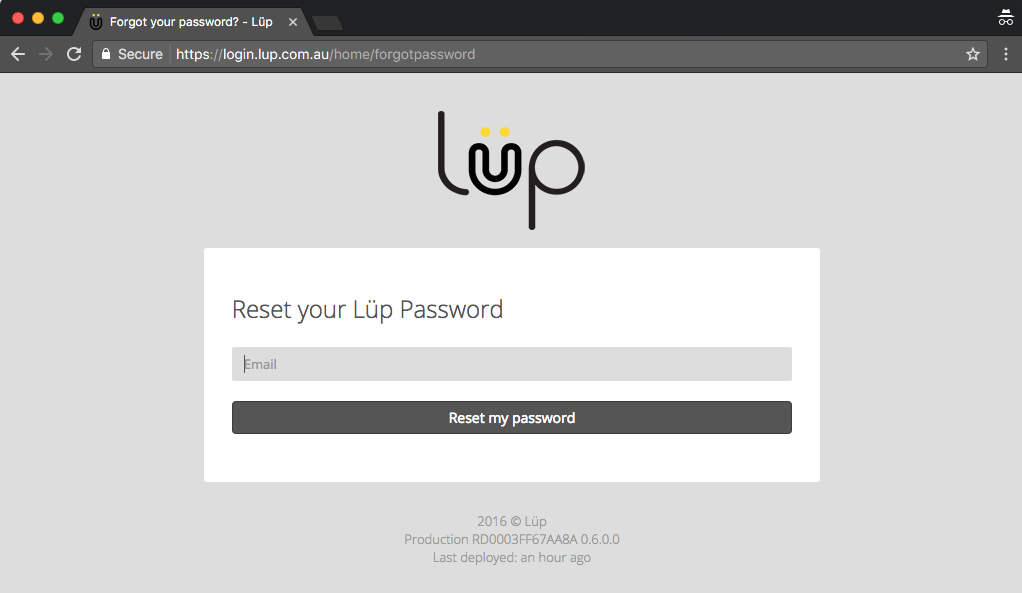 Forgot your password? - Lüp
Secure https://login.lup.com.au/home/forgotpassword
lüp
Reset your Lüp Password
Email
Reset my password
2016 © Lüp
Production RD0003FF67AA8A 0.6.0.0
Last deployed: an hour ago